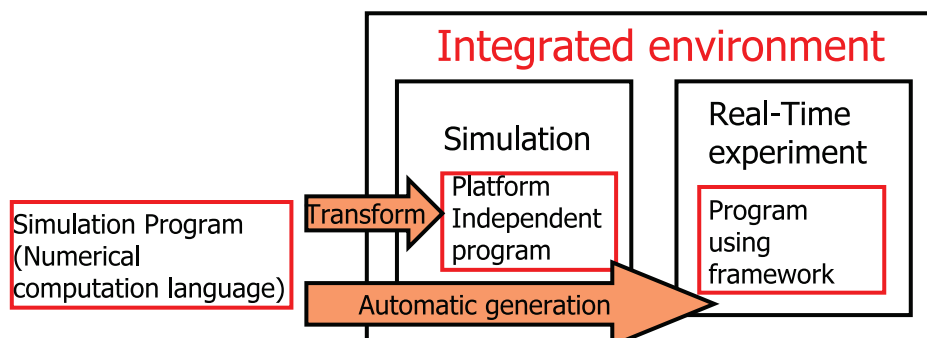 Integrated environment
Simulation
Real-Time
experiment
Simulation Program
(Numerical
computation language)
Transform
Platform
Independent
program
Program
using
framework
Automatic generation